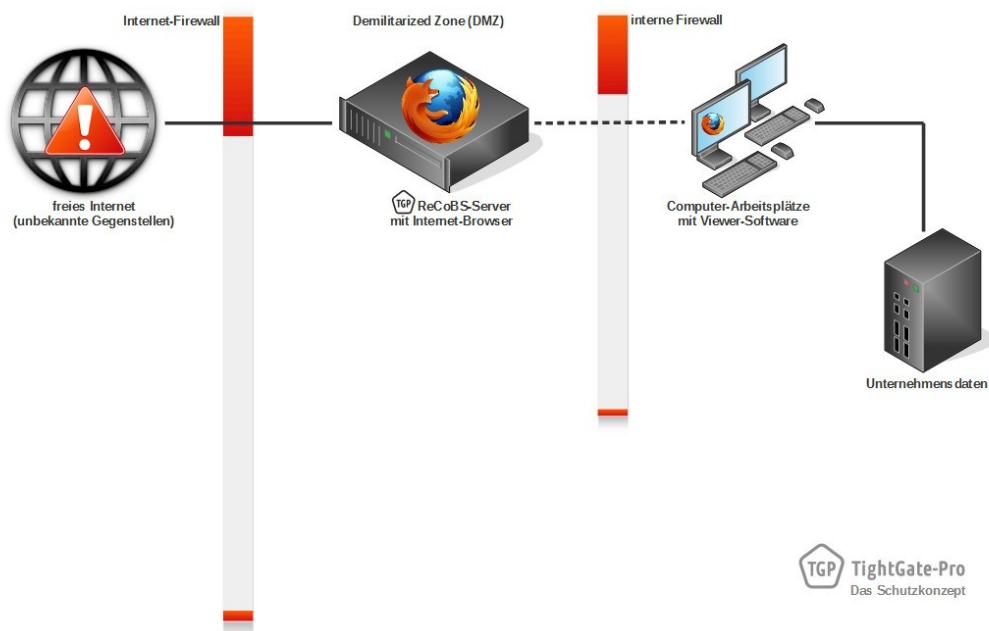 Internet-Firewall
Demilitarized Zone (DMZ)
interne Firewall
freies Internet
(unbekannte Gegenstellen)
TGP ReCoBS-Server
mit Internet-Browser
Computer-Arbeitsplätze
mit Viewer-Software
Unternehmensdaten
TGP TightGate-Pro
Das Schutzkonzept